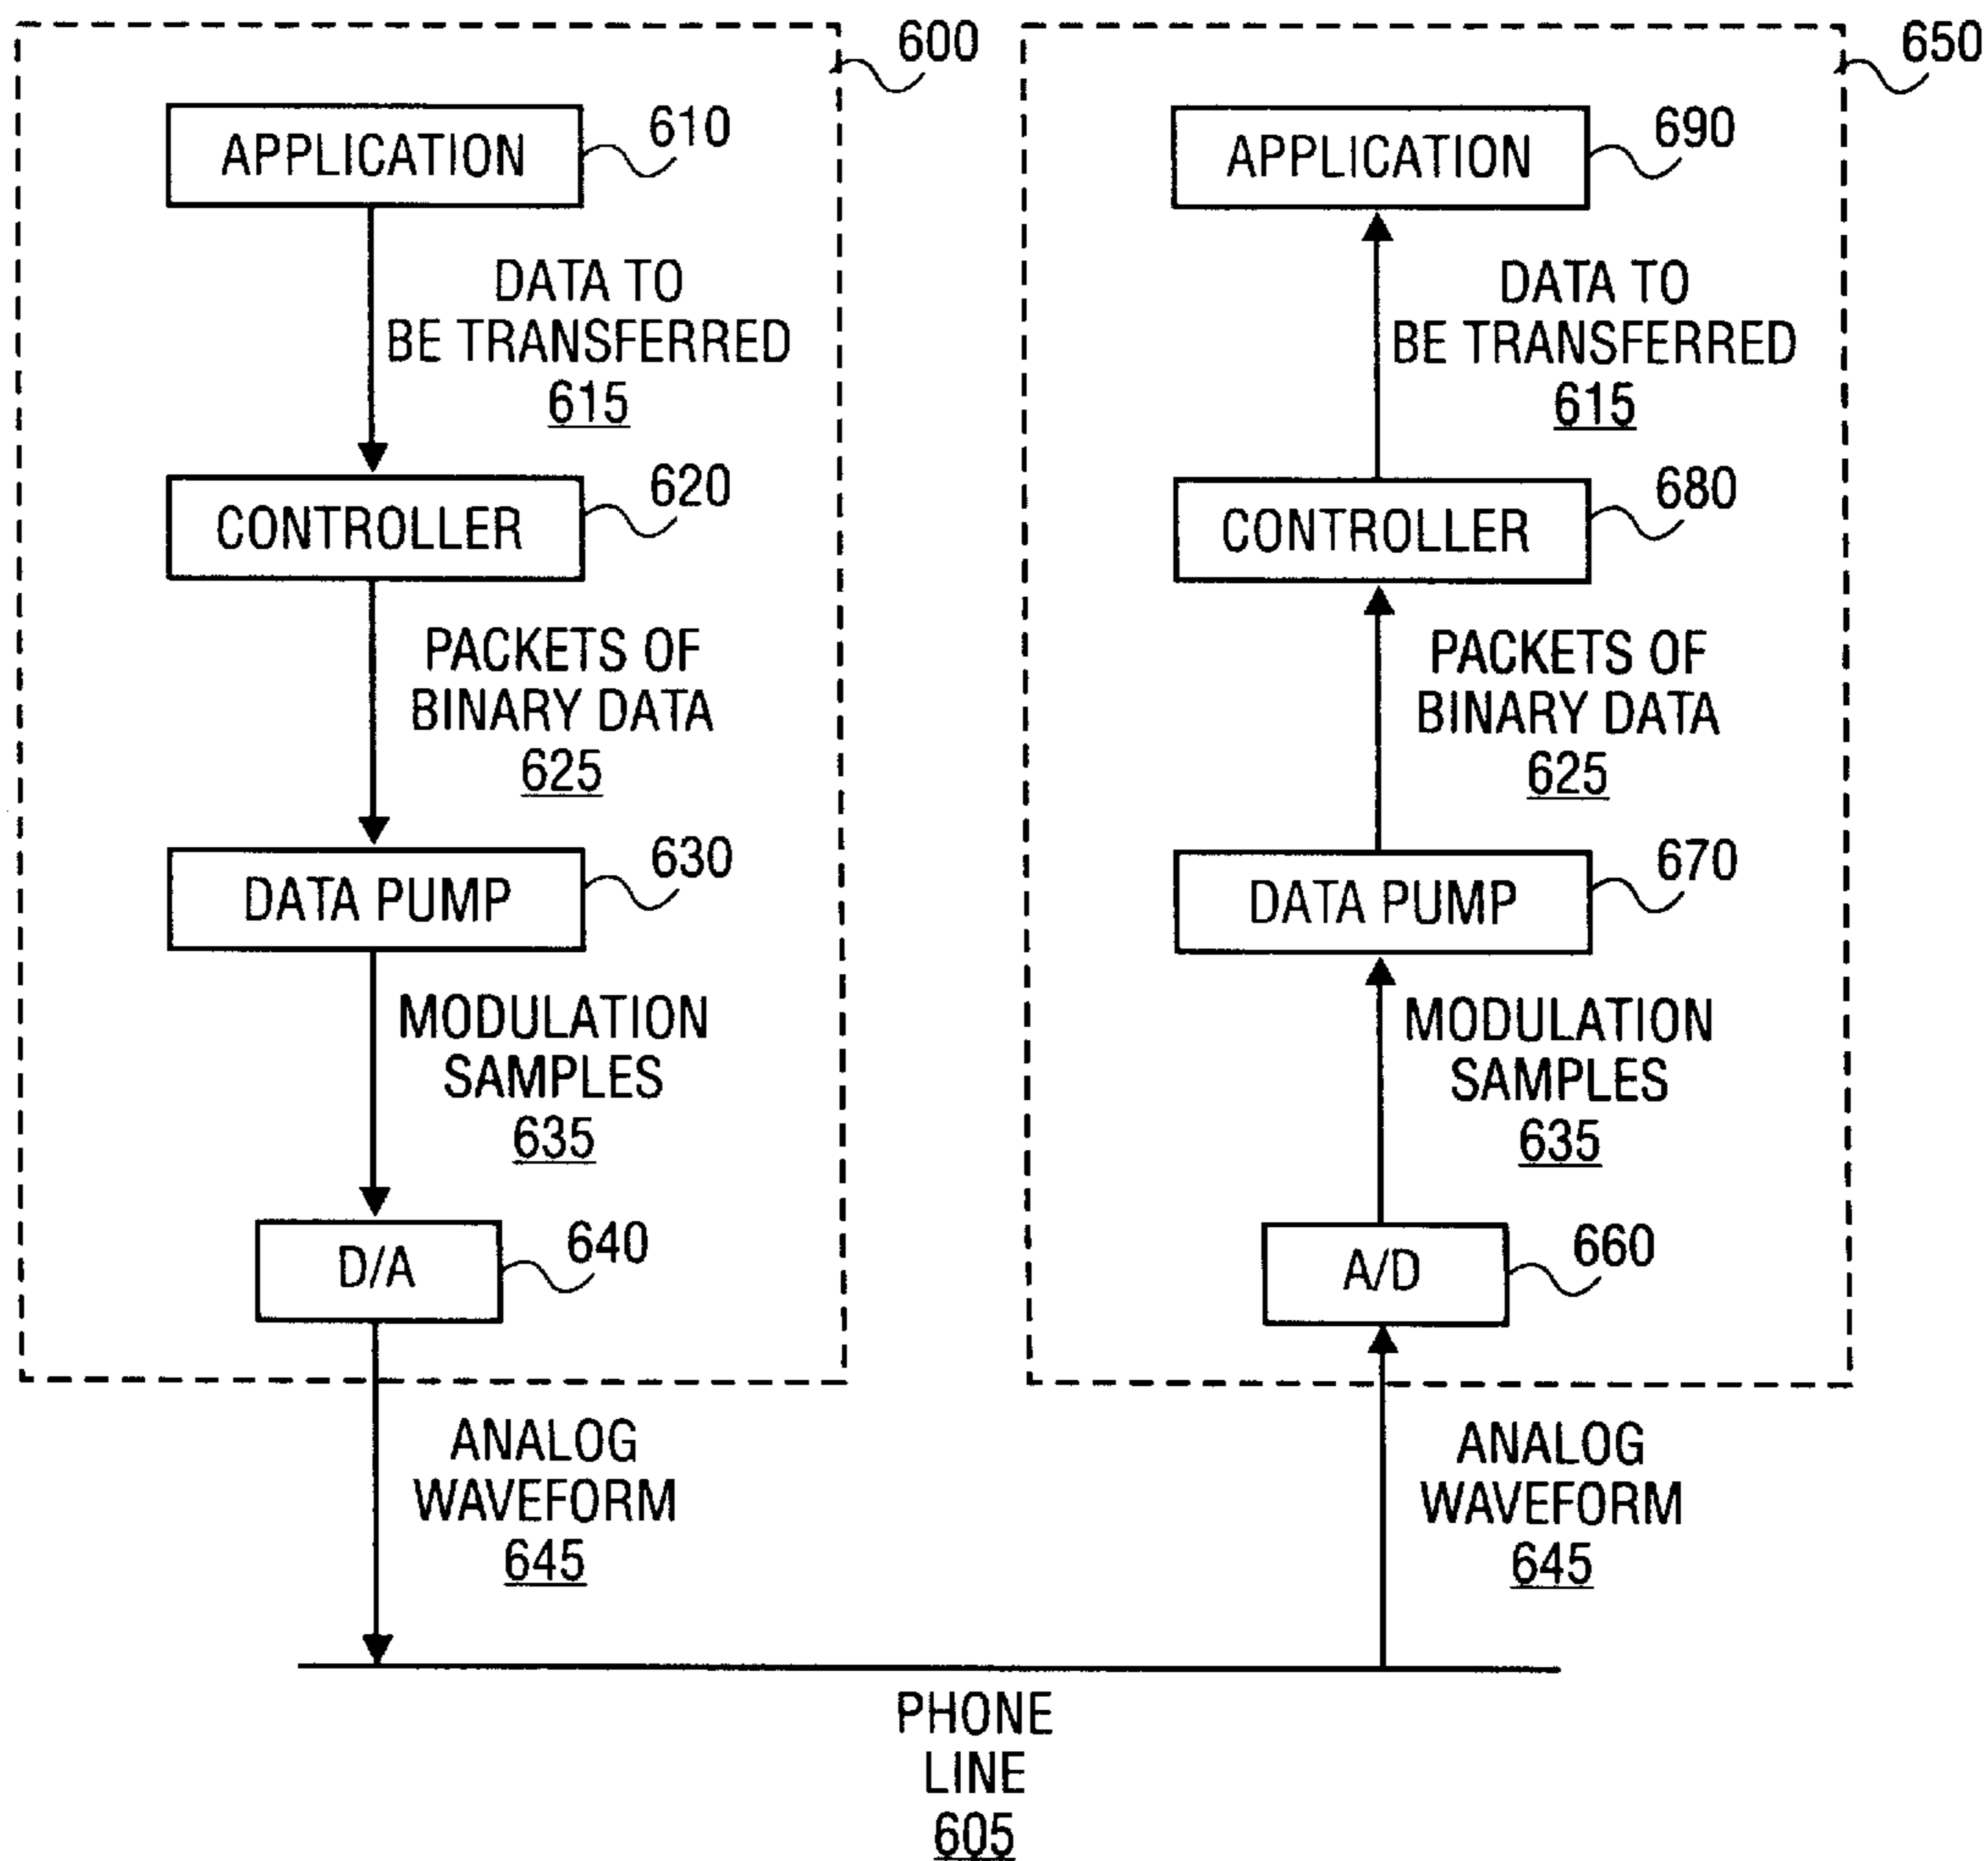 600
APPLICATION
610
DATA TO
BE TRANSFERRED
615
CONTROLLER
620
PACKETS OF
BINARY DATA
625
DATA PUMP
630
MODULATION
SAMPLES
635
D/A
640
ANALOG
WAVEFORM
645
650
APPLICATION
690
DATA TO
BE TRANSFERRED
615
CONTROLLER
680
PACKETS OF
BINARY DATA
625
DATA PUMP
670
MODULATION
SAMPLES
635
A/D
660
ANALOG
WAVEFORM
645
PHONE
LINE
605